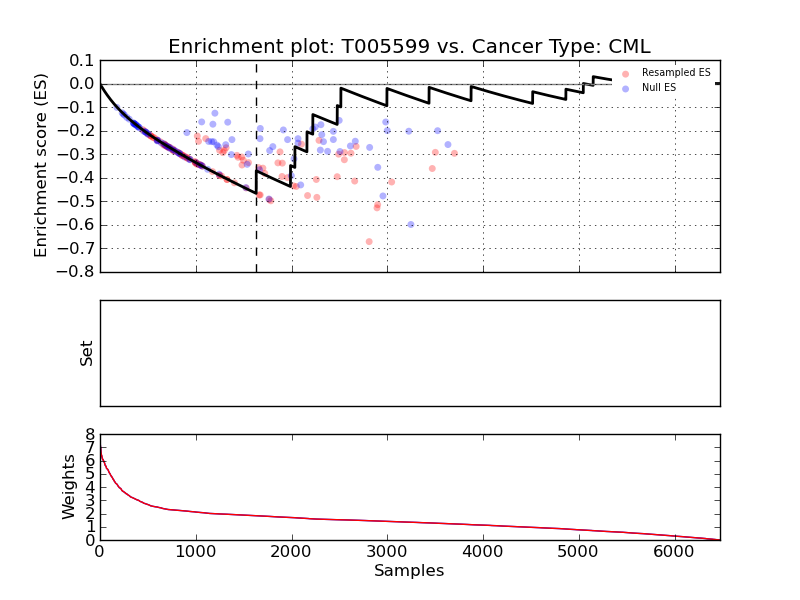 Enrichment plot: T005599 vs. Cancer Type: CML
Enrichment score (ES)
0.1
0.0
−0.1
−0.2
−0.3
−0.4
−0.5
−0.6
−0.7
−0.8
Resampled ES
Null ES
Set
Weights
8
7
6
5
4
3
2
1
0
0 1000 2000 3000 4000 5000 6000
Samples